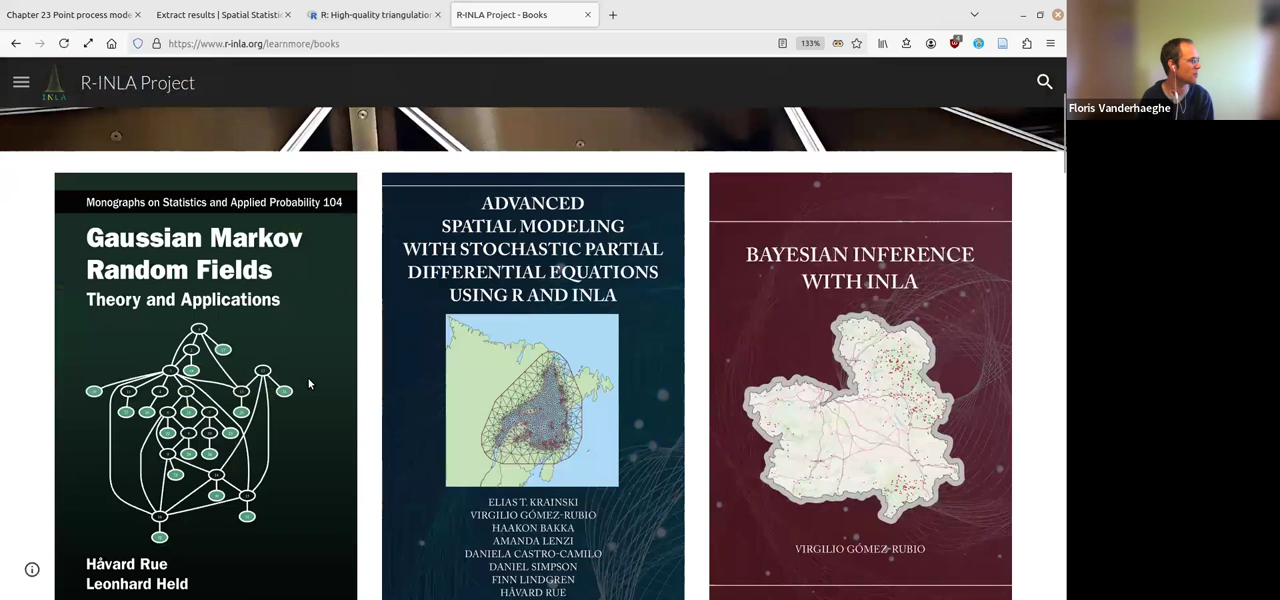 Chapter 23 Point process mode
Extract results | Spatial Statistic
R: High-quality triangulation
R-INLA Project - Books
https://www.r-inla.org/learnmore/books
133%
4
INLA
R-INLA Project
Floris Vanderhaeghe
Monographs on Statistics and Applied Probability 104
Gaussian Markov
Random Fields
Theory and Applications
Håvard Rue
Leonhard Held
ADVANCED
SPATIAL MODELING
WITH STOCHASTIC PARTIAL
DIFFERENTIAL EQUATIONS
USING R AND INLA
ELIAS T. KRAINSKI
VIRGILIO GÓMEZ-RUBIO
HAAKON BAKKA
AMANDA LENZI
DANIELA CASTRO-CAMILO
DANIEL SIMPSON
FINN LINDGREN
HÅVARD RUE
BAYESIAN INFERENCE
WITH INLA
VIRGILIO GÓMEZ-RUBIO